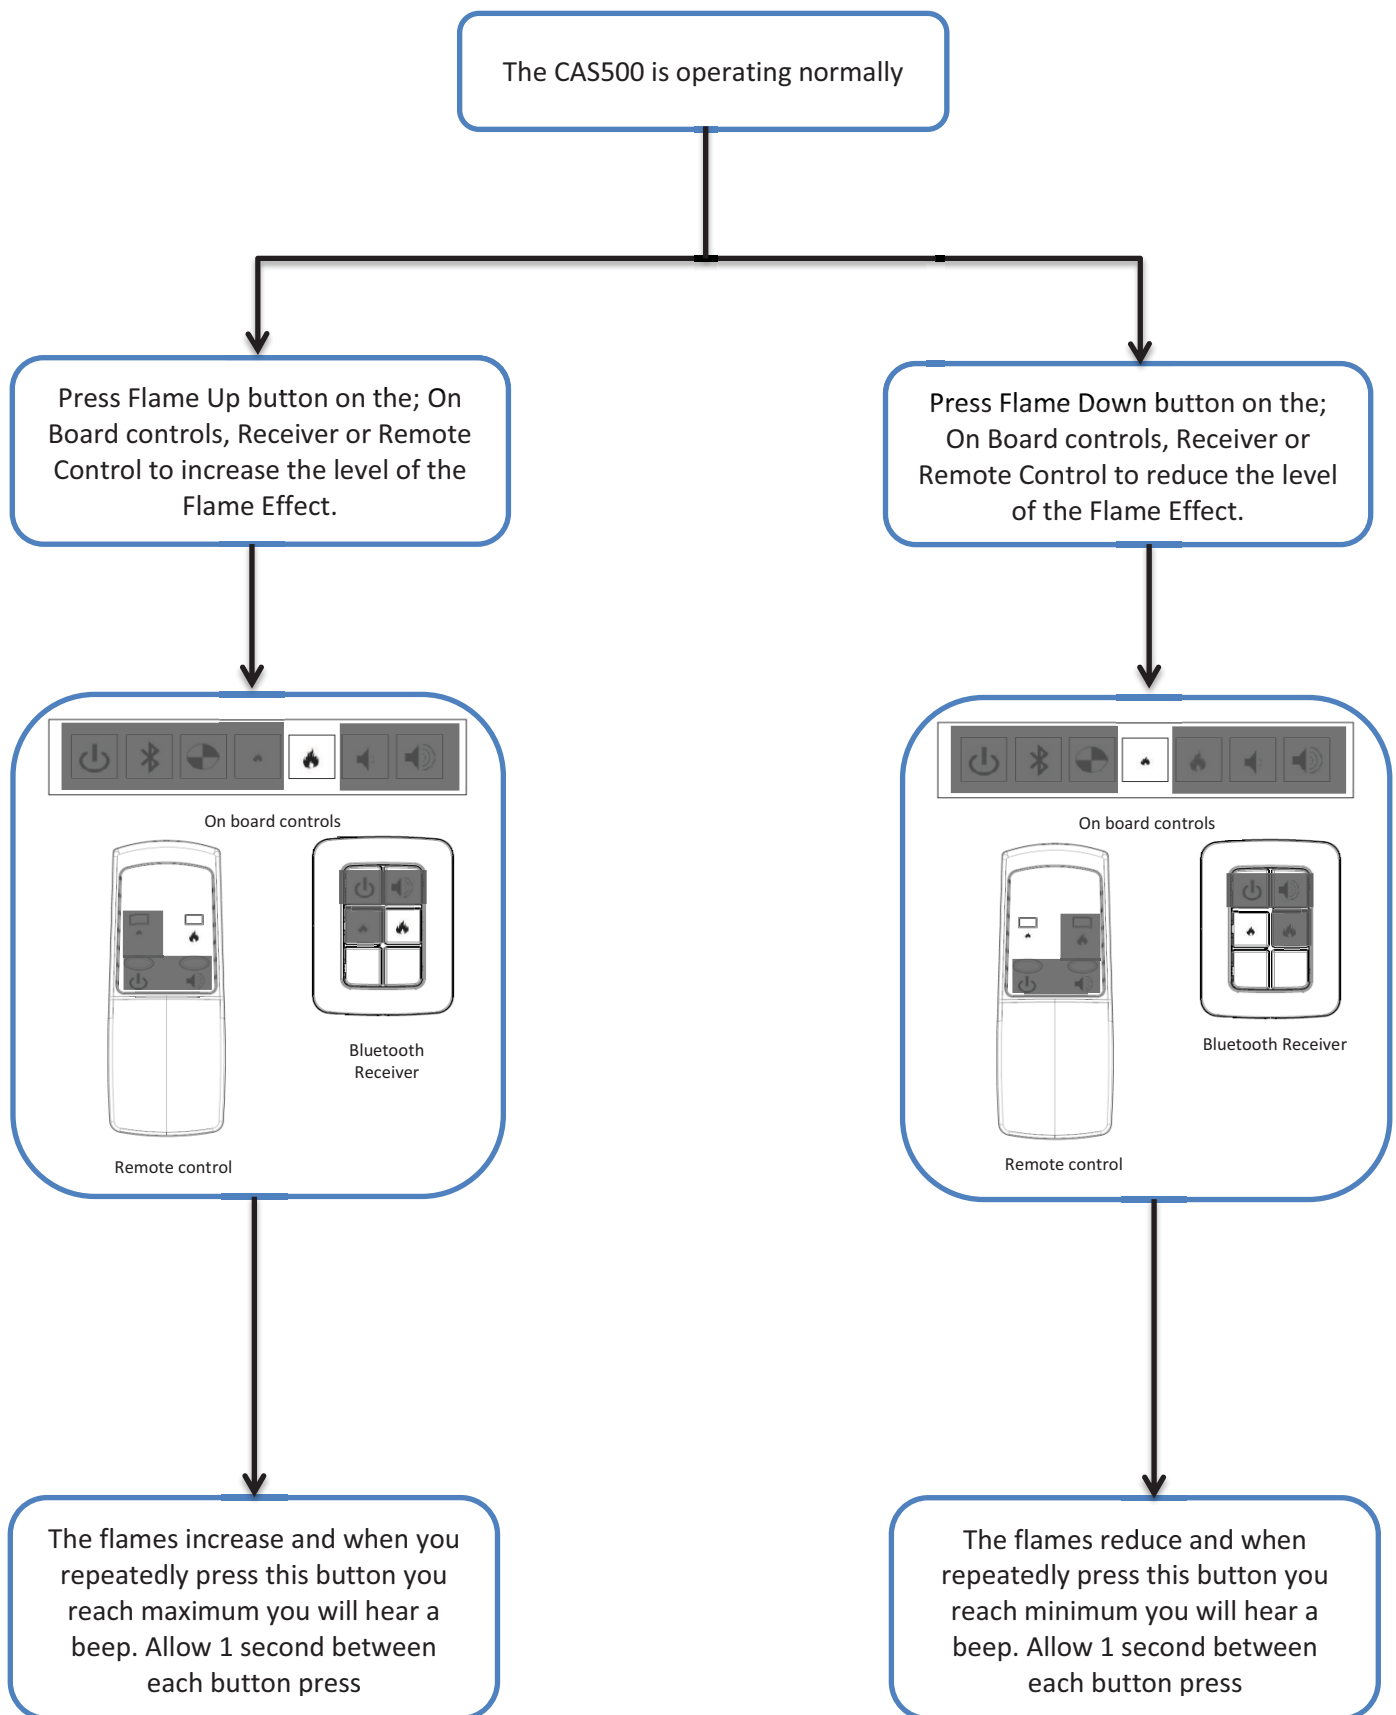 The CAS500 is operating normally
Press Flame Up button on the; On
Board controls, Receiver or Remote
Control to increase the level of the
Flame Effect.
Press Flame Down button on the;
On Board controls, Receiver or
Remote Control to reduce the level
of the Flame Effect.
On board controls
Bluetooth
Receiver
Remote control
On board controls
Bluetooth Receiver
Remote control
The flames increase and when you
repeatedly press this button you
reach maximum you will hear a
beep. Allow 1 second between
each button press
The flames reduce and when
repeatedly press this button you
reach minimum you will hear a
beep. Allow 1 second between
each button press